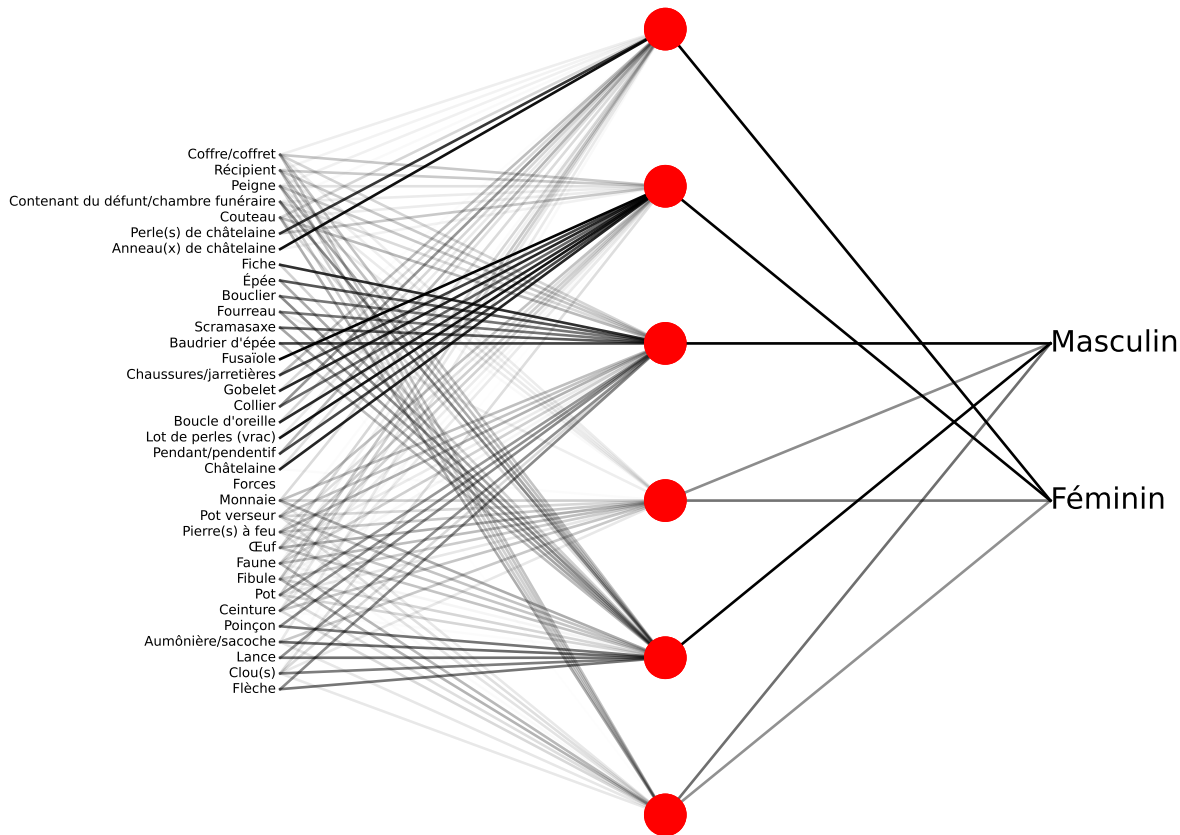 Coffre/coffret
Récipient
Peigne
Contenant du défunt/chambre funéraire
Couteau
Perle(s) de châtelaine
Anneau(x) de châtelaine
Fiche
Épée
Bouclier
Fourreau
Scramasaxe
Baudrier d'épée
Fusaïole
Chaussures/jarretières
Gobelet
Collier
Boucle d'oreille
Lot de perles (vrac)
Pendant/pendentif
Châtelaine
Forces
Monnaie
Pot verseur
Pierre(s) à feu
Œuf
Faune
Fibule
Pot
Ceinture
Poinçon
Aumônière/sacoche
Lance
Clou(s)
Flèche
Masculin
Féminin